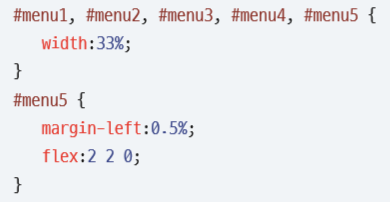 #menu1, #menu2, #menu3, #menu4, #menu5 {
width:33%;
}
#menu5 {
margin-left:0.5%;
flex:2 2 0;
}